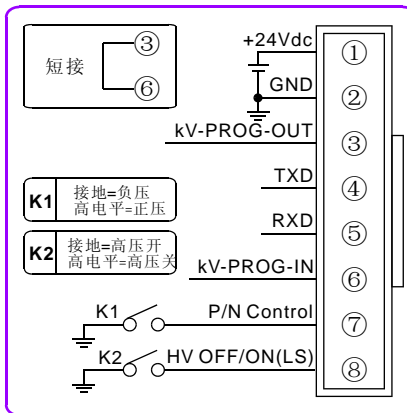 短接
③
⑥
+24Vdc
①
GND
②
kV-PROG-OUT
③
TXD
④
RXD
⑤
kV-PROG-IN
⑥
K1
接地=负压
高电平=正压
K2
接地=高压开
高电平=高压关
K1
P/N Control
⑦
K2
HV OFF/ON(LS)
⑧